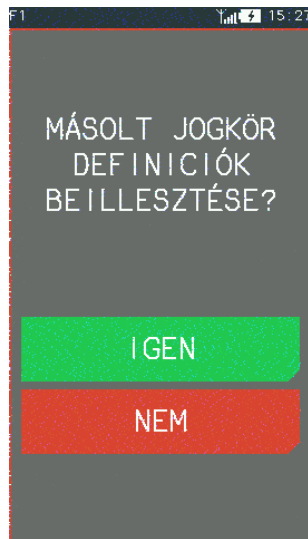 F1 15:27
MÁSOLT JOGKÖR
DEFINICIÓK
BEILLESZTÉSE?
IGEN
NEM